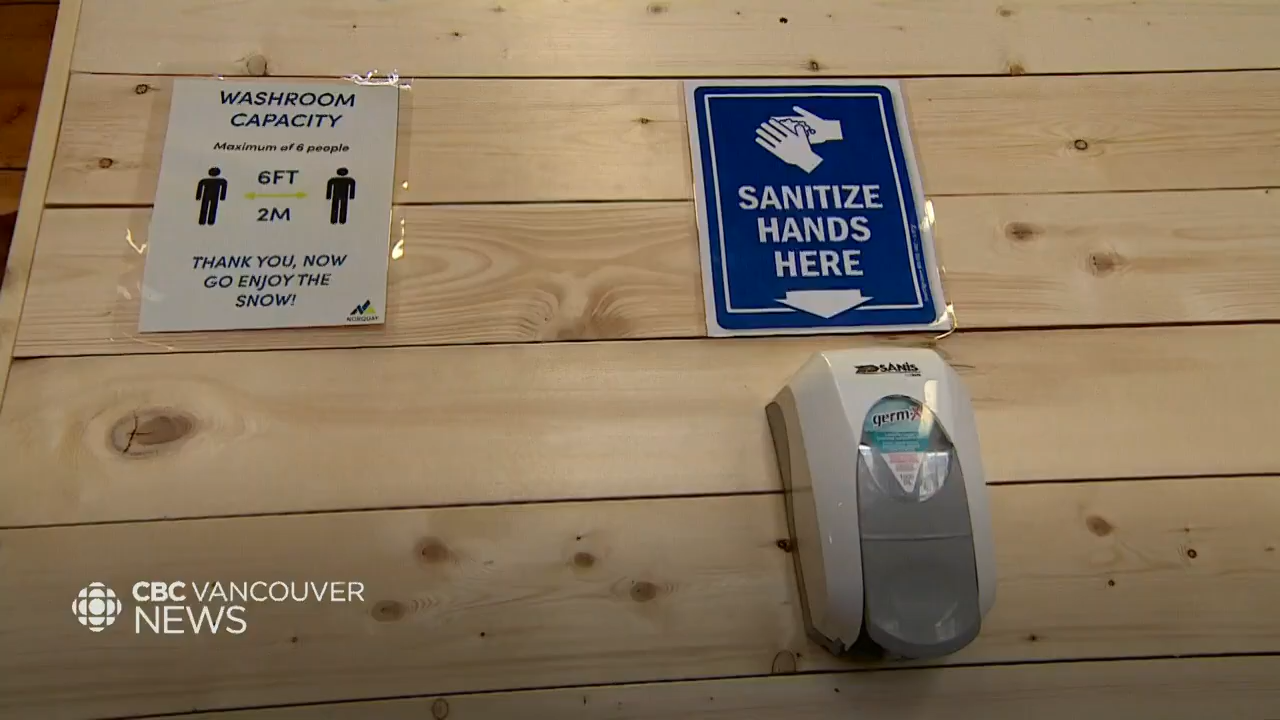 WASHROOM
CAPACITY
Maximum of 6 people
6FT
2M
THANK YOU, NOW
GO ENJOY THE
SNOW!
NORQUAY
SANITIZE
HANDS
HERE
SANIS
germ-x
CBC VANCOUVER
NEWS